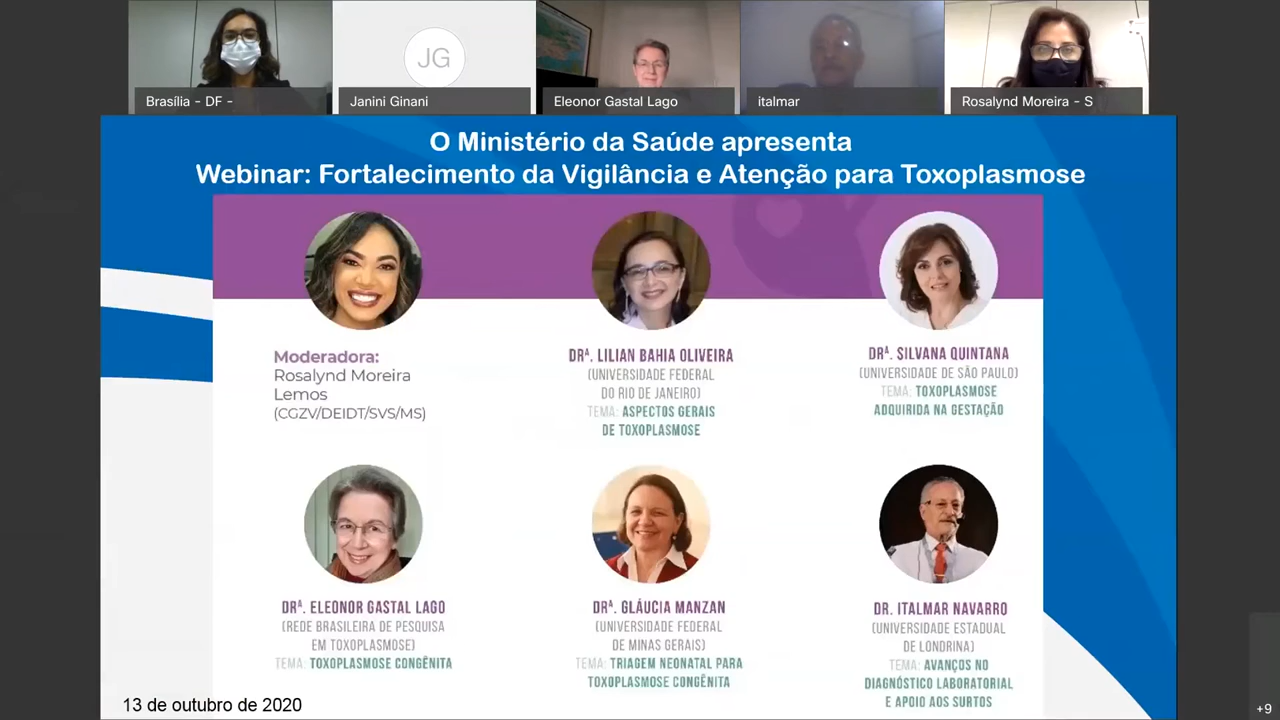 JG
Brasília - DF -
Janini Ginani
Eleonor Gastal Lago
italmar
Rosalynd Moreira - S
O Ministério da Saúde apresenta
Webinar: Fortalecimento da Vigilância e Atenção para Toxoplasmose
Moderadora:
Rosalynd Moreira
Lemos
(CGZV/DEIDT/SVS/MS)
DRª. LILIAN BAHIA OLIVEIRA
(UNIVERSIDADE FEDERAL
DO RIO DE JANEIRO)
TEMA: ASPECTOS GERAIS
DE TOXOPLASMOSE
DRª. SILVANA QUINTANA
(UNIVERSIDADE DE SÃO PAULO)
TEMA: TOXOPLASMOSE
ADQUIRIDA NA GESTAÇÃO
DRª. ELEONOR GASTAL LAGO
(REDE BRASILEIRA DE PESQUISA
EM TOXOPLASMOSE)
TEMA: TOXOPLASMOSE CONGÊNITA
DRª. GLÁUCIA MANZAN
(UNIVERSIDADE FEDERAL
DE MINAS GERAIS)
TEMA: TRIAGEM NEONATAL PARA
TOXOPLASMOSE CONGÊNITA
DR. ITALMAR NAVARRO
(UNIVERSIDADE ESTADUAL
DE LONDRINA)
TEMA: AVANÇOS NO
DIAGNÓSTICO LABORATORIAL
E APOIO AOS SURTOS
13 de outubro de 2020
+9